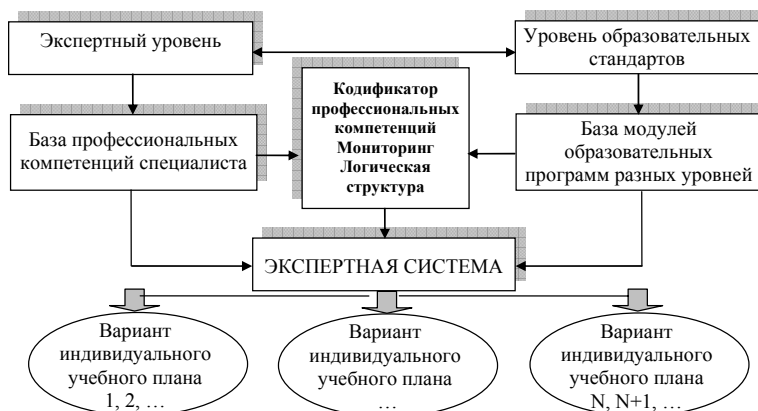 Экспертный уровень
Уровень образовательных
стандартов
Кодификатор
профессиональных
компетенций
Мониторинг
Логическая
структура
База профессиональных
компетенций специалиста
База модулей
образовательных
программ разных уровней
ЭКСПЕРТНАЯ СИСТЕМА
Вариант
индивидуального
учебного плана
1, 2, …
Вариант
индивидуального
учебного плана
…
Вариант
индивидуального
учебного плана
N, N+1, …